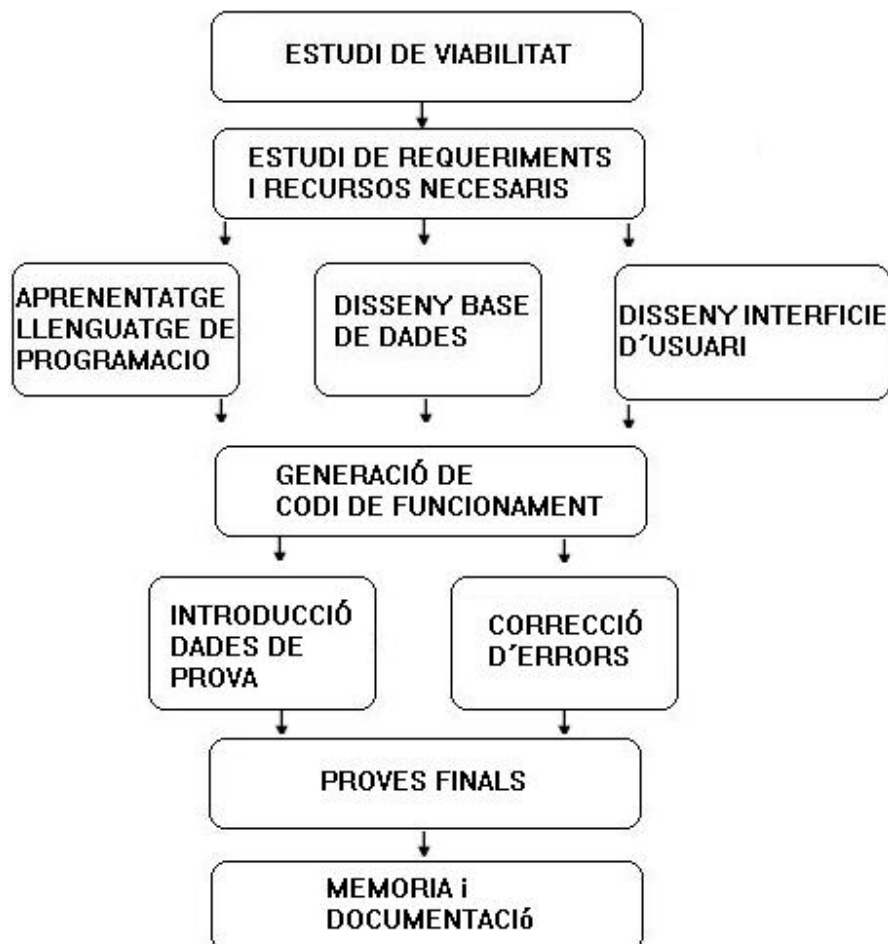 ESTUDI DE VIABILITAT
ESTUDI DE REQUERIMENTS
I RECURSOS NECESARIS
APRENENTATGE
LLENGUATGE DE
PROGRAMACIO
DISSENY BASE
DE DADES
DISSENY INTERFICIE
D´USUARI
GENERACIÓ DE
CODI DE FUNCIONAMENT
INTRODUCCIÓ
DADES DE
PROVA
CORRECCIÓ
D´ERRORS
PROVES FINALS
MEMORIA i
DOCUMENTACIó